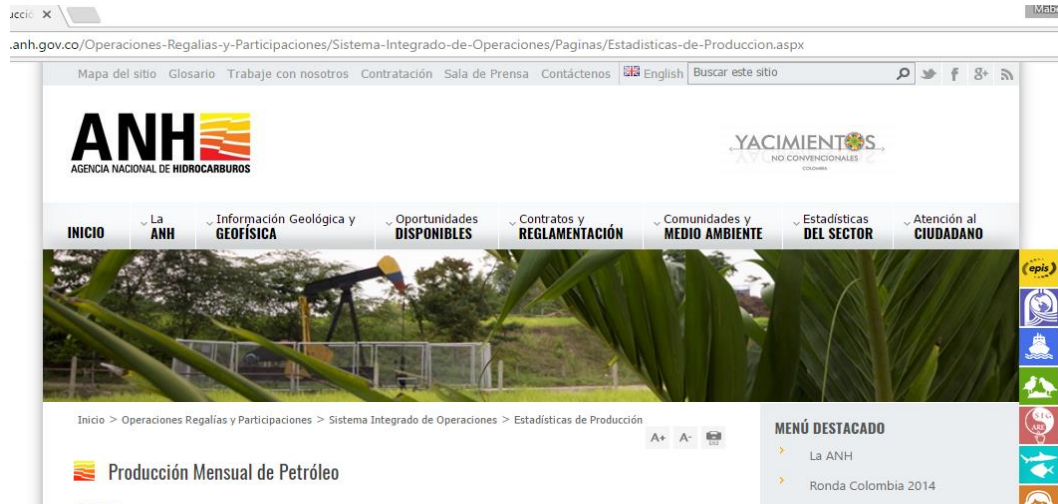 ucció
Mabe
.anh.gov.co/Operaciones-Regalias-y-Participaciones/Sistema-Integrado-de-Operaciones/Paginas/Estadisticas-de-Produccion.aspx
Mapa del sitio Glosario Trabaje con nosotros Contratación Sala de Prensa Contáctenos English Buscar este sitio
ANH
AGENCIA NACIONAL DE HIDROCARBUROS
YACIMIENTOS
NO CONVENCIONALES
COLOMBIA
INICIO
La
ANH
Información Geológica y
GEOFÍSICA
Oportunidades
DISPONIBLES
Contratos y
REGLAMENTACIÓN
Comunidades y
MEDIO AMBIENTE
Estadísticas
DEL SECTOR
Atención al
CIUDADANO
epis
Inicio > Operaciones Regalías y Participaciones > Sistema Integrado de Operaciones > Estadísticas de Producción
A+ A-
MENÚ DESTACADO
La ANH
Ronda Colombia 2014
Producción Mensual de Petróleo